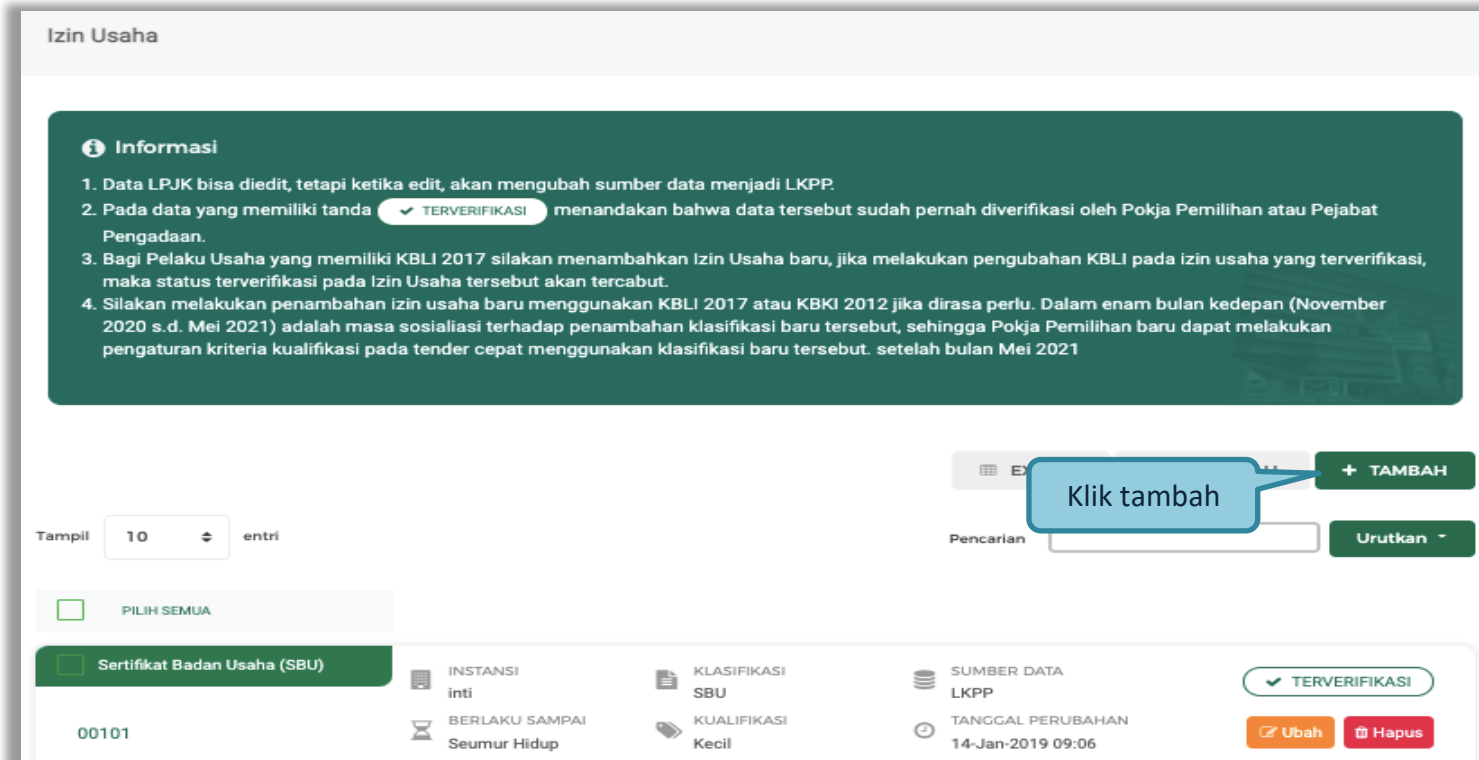 Izin Usaha
Informasi
1. Data LPJK bisa diedit, tetapi ketika edit, akan mengubah sumber data menjadi LKPP.
2. Pada data yang memiliki tanda TERVERIFIKASI menandakan bahwa data tersebut sudah pernah diverifikasi oleh Pokja Pemilihan atau Pejabat
Pengadaan.
3. Bagi Pelaku Usaha yang memiliki KBLI 2017 silakan menambahkan Izin Usaha baru, jika melakukan pengubahan KBLI pada izin usaha yang terverifikasi,
maka status terverifikasi pada Izin Usaha tersebut akan tercabut.
4. Silakan melakukan penambahan izin usaha baru menggunakan KBLI 2017 atau KBKI 2012 jika dirasa perlu. Dalam enam bulan kedepan (November
2020 s.d. Mei 2021) adalah masa sosialiasi terhadap penambahan klasifikasi baru tersebut, sehingga Pokja Pemilihan baru dapat melakukan
pengaturan kriteria kualifikasi pada tender cepat menggunakan klasifikasi baru tersebut. setelah bulan Mei 2021
Klik tambah
+ TAMBAH
Tampil 10 entri
Pencarian
Urutkan
PILIH SEMUA
Sertifikat Badan Usaha (SBU)
00101
INSTANSI
inti
BERLAKU SAMPAI
Seumur Hidup
KLASIFIKASI
SBU
KUALIFIKASI
Kecil
SUMBER DATA
LKPP
TANGGAL PERUBAHAN
14-Jan-2019 09:06
TERVERIFIKASI
Ubah
Hapus